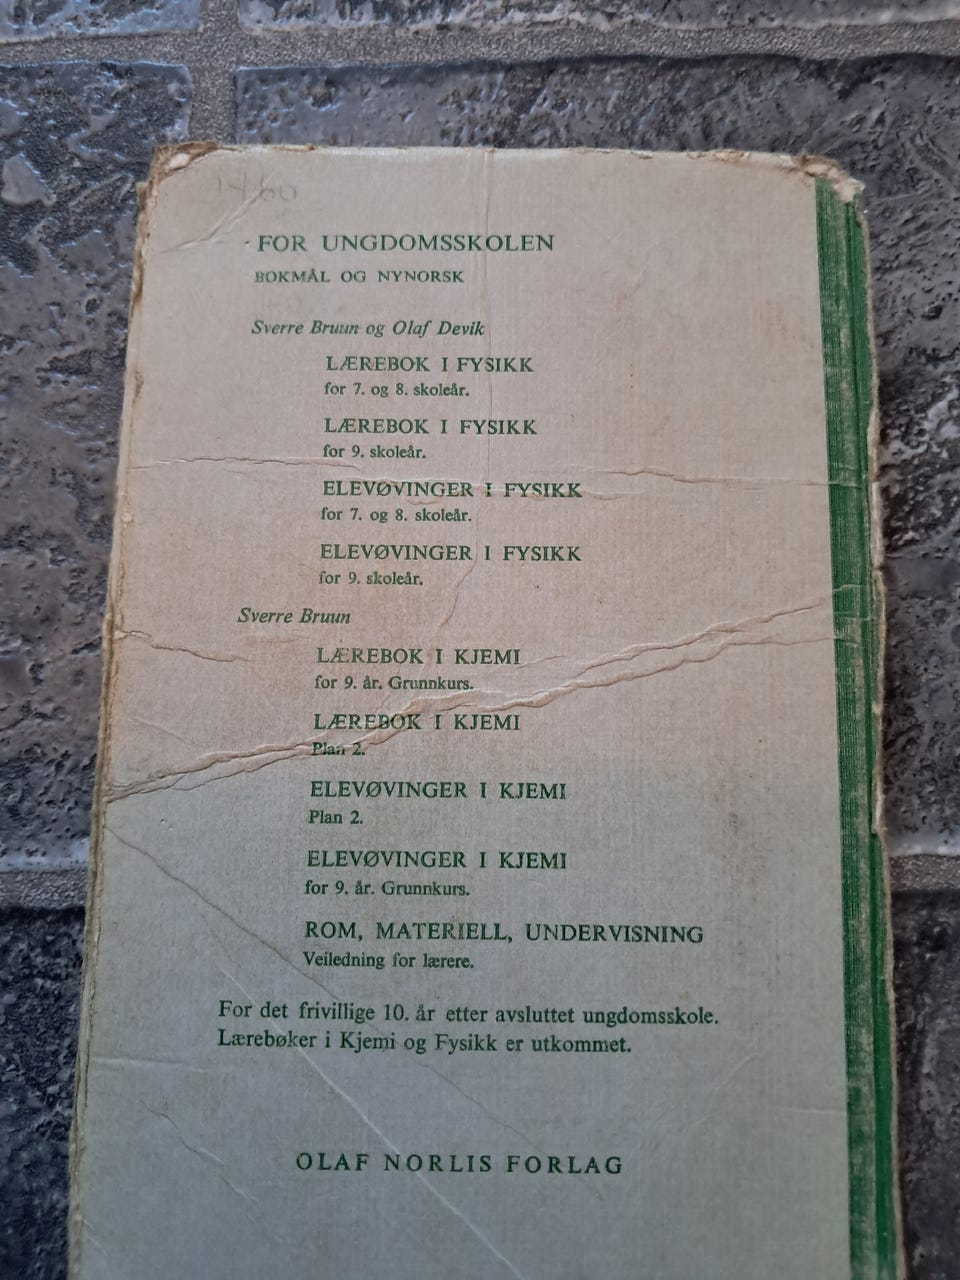 FOR UNGDOMSSKOLEN
BOKMÅL OG NYNORSK
Sverre Bruun og Olaf Devik
LÆREBOK I FYSIKK
for 7. og 8. skoleår.
LÆREBOK I FYSIKK
for 9. skoleår.
ELEVØVINGER I FYSIKK
for 7. og 8. skoleår.
ELEVØVINGER I FYSIKK
for 9. skoleår.
Sverre Bruun
LÆREBOK I KJEMI
for 9. år. Grunnkurs.
LÆREBOK I KJEMI
Plan 2.
ELEVØVINGER I KJEMI
Plan 2.
ELEVØVINGER I KJEMI
for 9. år. Grunnkurs.
ROM, MATERIELL, UNDERVISNING
Veiledning for lærere.
For det frivillige 10. år etter avsluttet ungdomsskole.
Lærebøker i Kjemi og Fysikk er utkommet.
OLAF NORLIS FORLAG